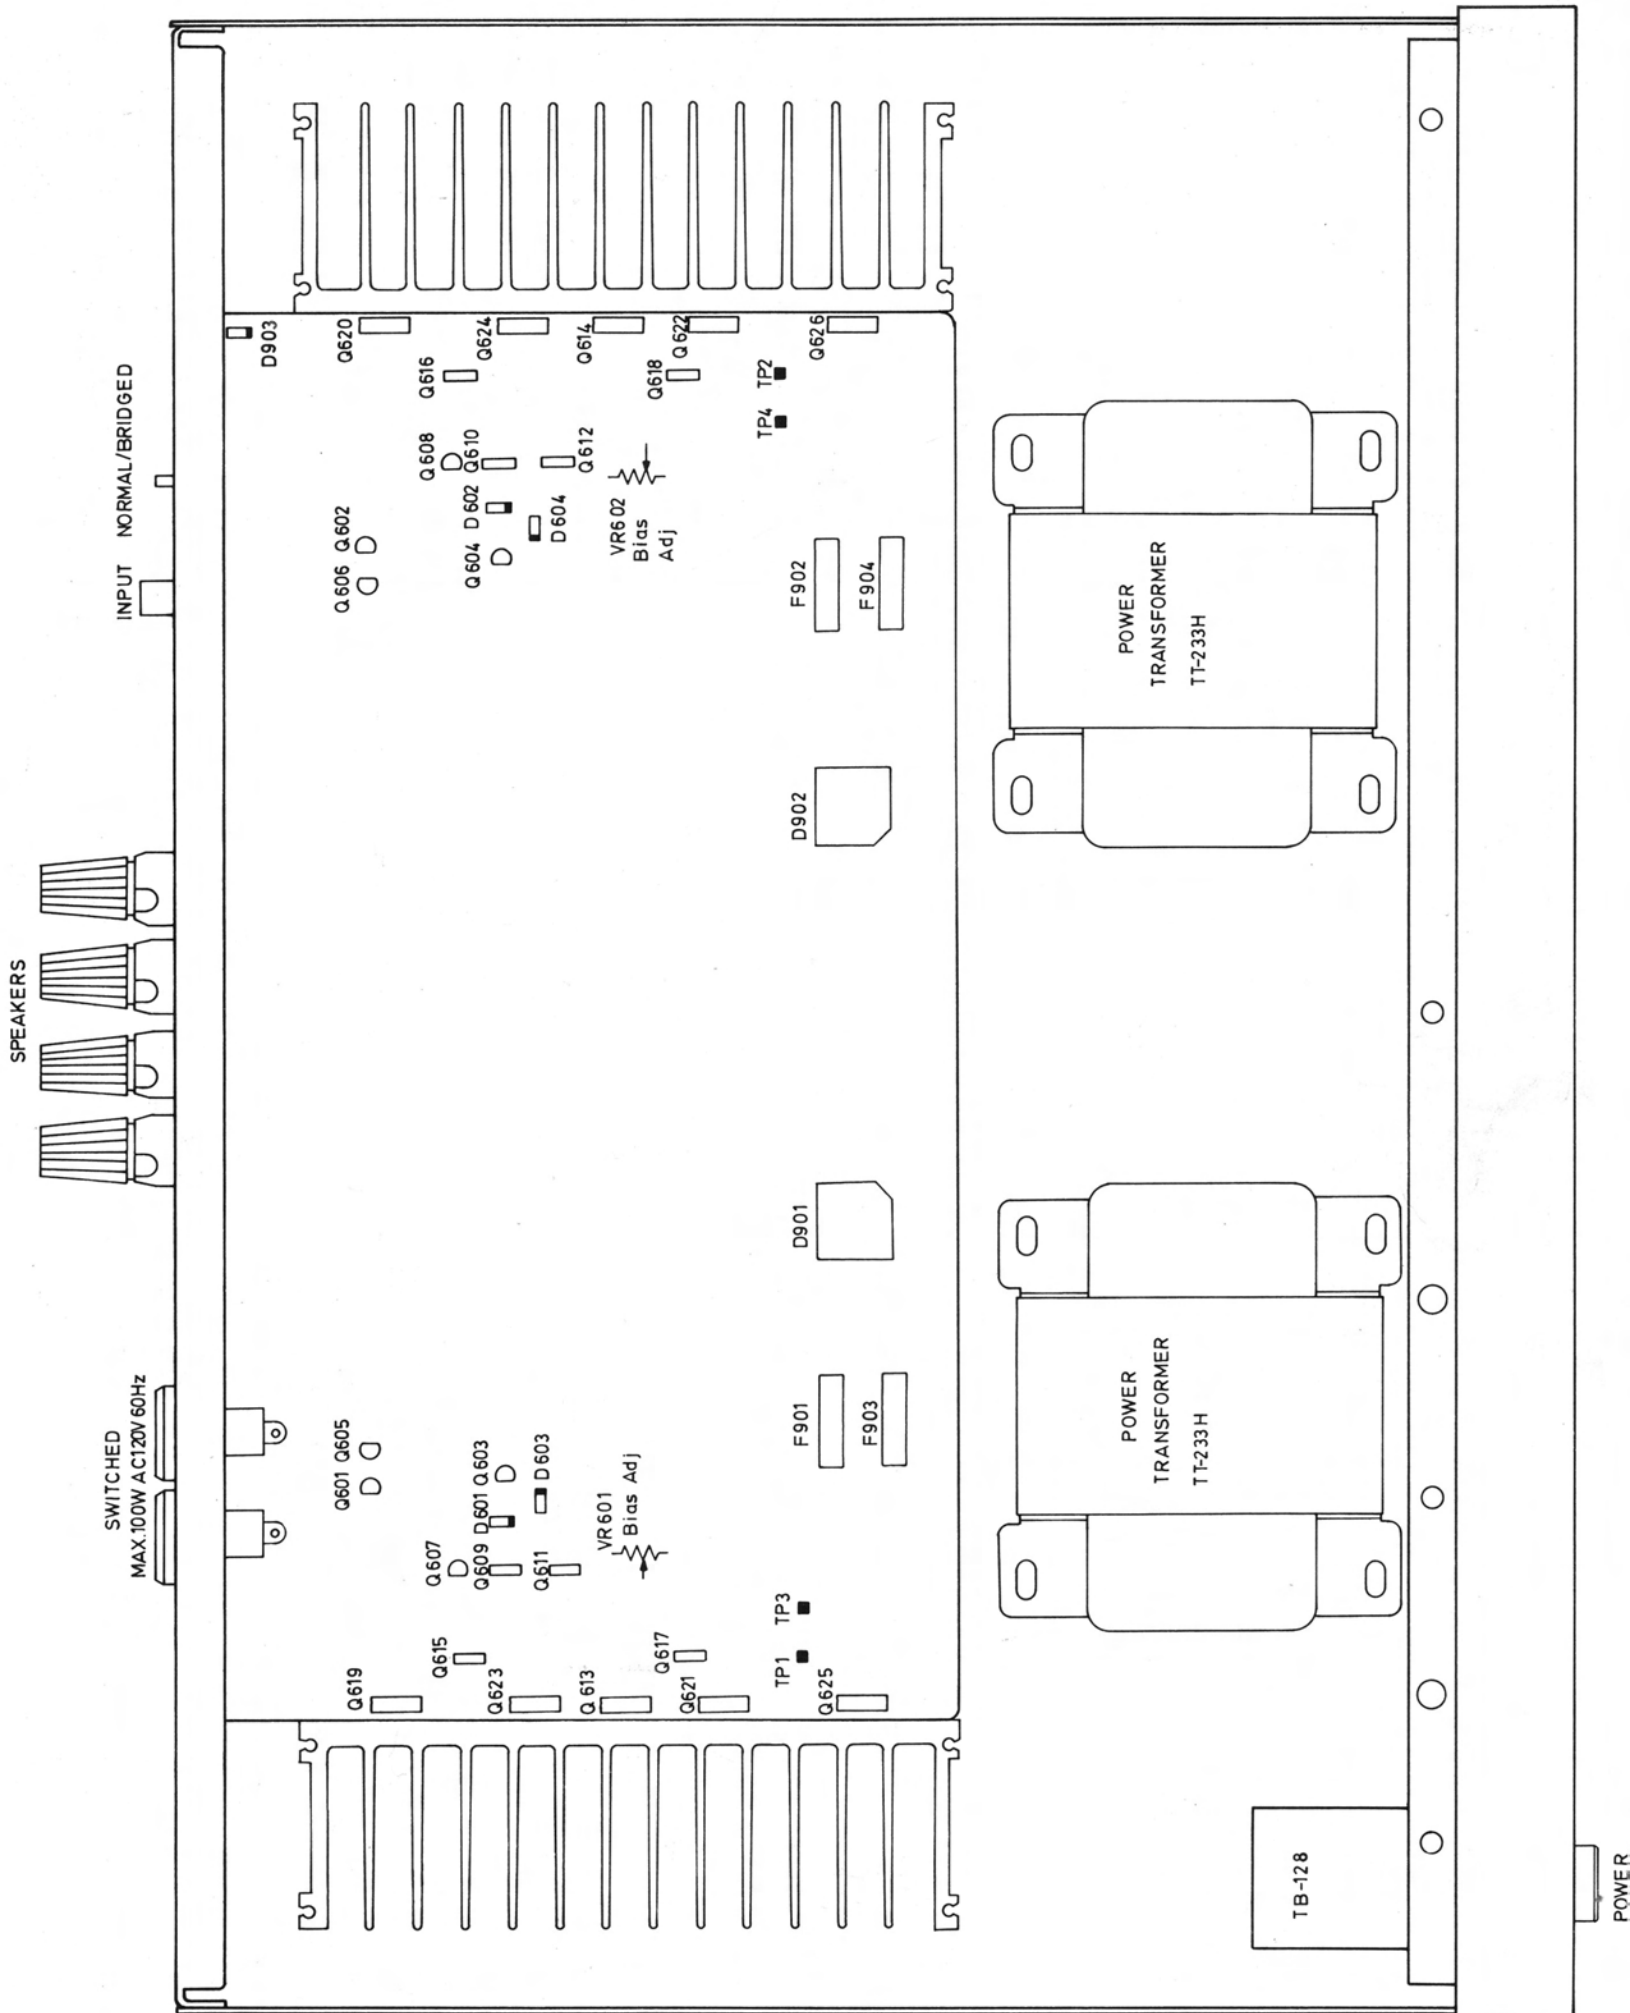 SPEAKERS
SWITCHED
MAX.100W AC120V 60Hz
INPUT NORMAL/BRIDGED
D903
Q619
Q601 Q605
Q606 Q602
Q620
Q615
Q607
Q608
Q616
Q623
Q609
D601
Q603
Q604
D602
Q610
Q624
Q611
D603
D604
Q612
Q613
Q614
VR601
Bias Adj
VR602
Bias
Adj
Q621
Q617
Q618
Q622
TP1
TP3
TP4
TP2
Q625
F901
D901
D902
F902
Q626
F903
F904
POWER
TRANSFORMER
TT-233H
POWER
TRANSFORMER
TT-233H
TB-128
POWER